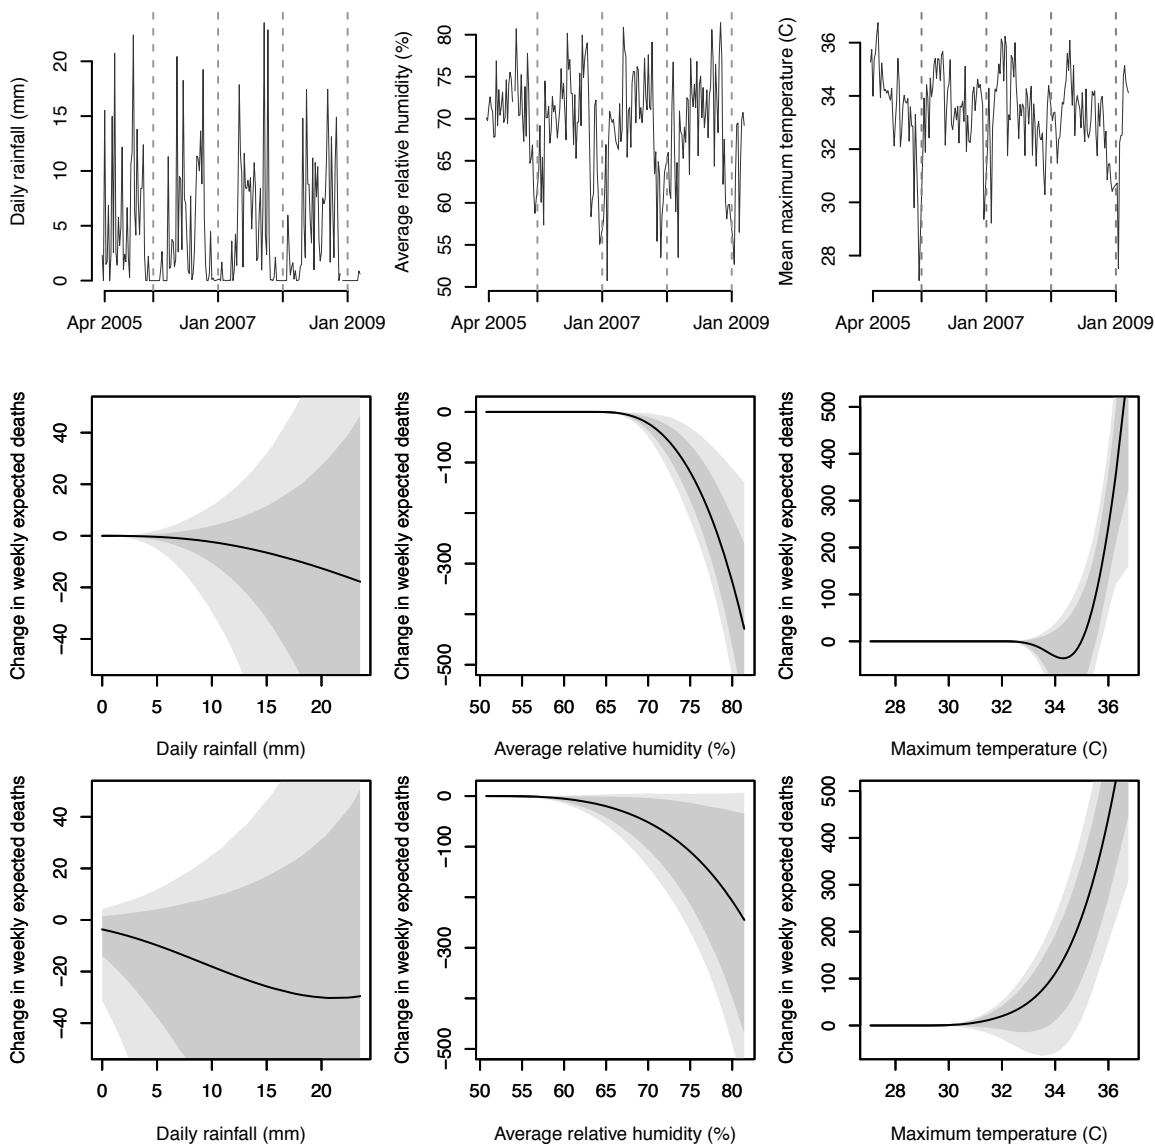 Daily rainfall (mm)
0 5 10 15 20
Apr 2005 Jan 2007 Jan 2009
Average relative humidity (%)
50 55 60 65 70 75 80
Apr 2005 Jan 2007 Jan 2009
Mean maximum temperature (C)
28 30 32 34 36
Apr 2005 Jan 2007 Jan 2009
Change in weekly expected deaths
−40 −20 0 20 40
0 5 10 15 20
Daily rainfall (mm)
Change in weekly expected deaths
−500 −300 −100 0
50 55 60 65 70 75 80
Average relative humidity (%)
Change in weekly expected deaths
0 100 200 300 400 500
28 30 32 34 36
Maximum temperature (C)
Change in weekly expected deaths
−40 −20 0 20 40
0 5 10 15 20
Daily rainfall (mm)
Change in weekly expected deaths
−500 −300 −100 0
50 55 60 65 70 75 80
Average relative humidity (%)
Change in weekly expected deaths
0 100 200 300 400 500
28 30 32 34 36
Maximum temperature (C)